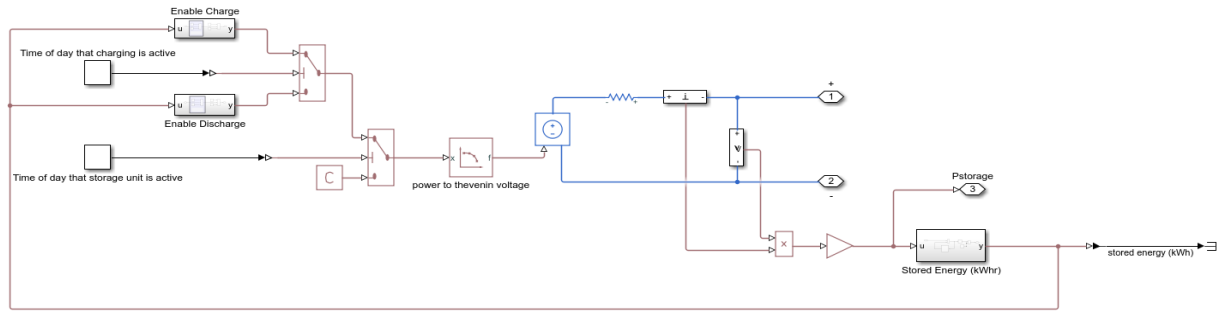 Enable Charge
u y
Time of day that charging is active
u y
Enable Discharge
Time of day that storage unit is active
C
x f
power to thevenin voltage
+
-
- +
+ i -
+
V
-
+
1
2
-
Pstorage
3
×
u y
Stored Energy (kWhr)
stored energy (kWh)